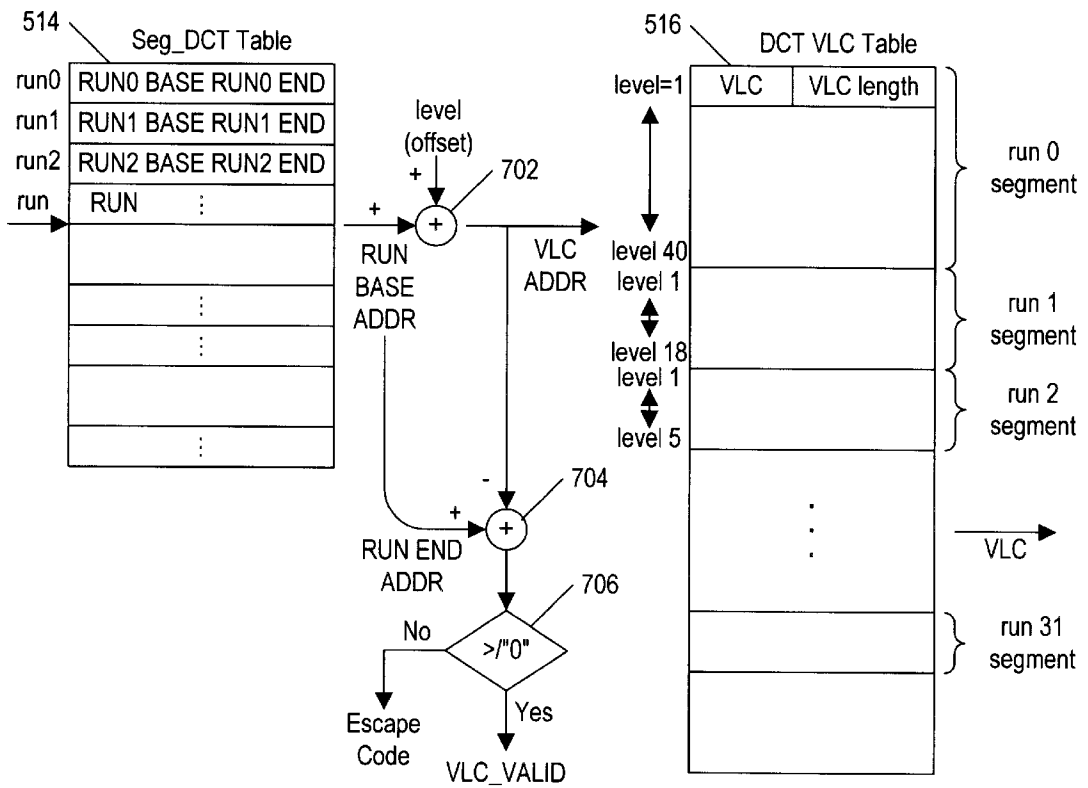 514
Seg_DCT Table
run0 RUN0 BASE RUN0 END
run1 RUN1 BASE RUN1 END
run2 RUN2 BASE RUN2 END
run RUN ⋮
⋮
⋮
⋮
level
(offset)
+
702
+
+
RUN
BASE
ADDR
VLC
ADDR
-
704
+
+
RUN END
ADDR
706
>/"0"
No
Yes
Escape
Code
VLC_VALID
516
DCT VLC Table
level=1 VLC VLC length
level 40
level 1
level 18
level 1
level 5
run 0
segment
run 1
segment
run 2
segment
⋮
VLC
run 31
segment